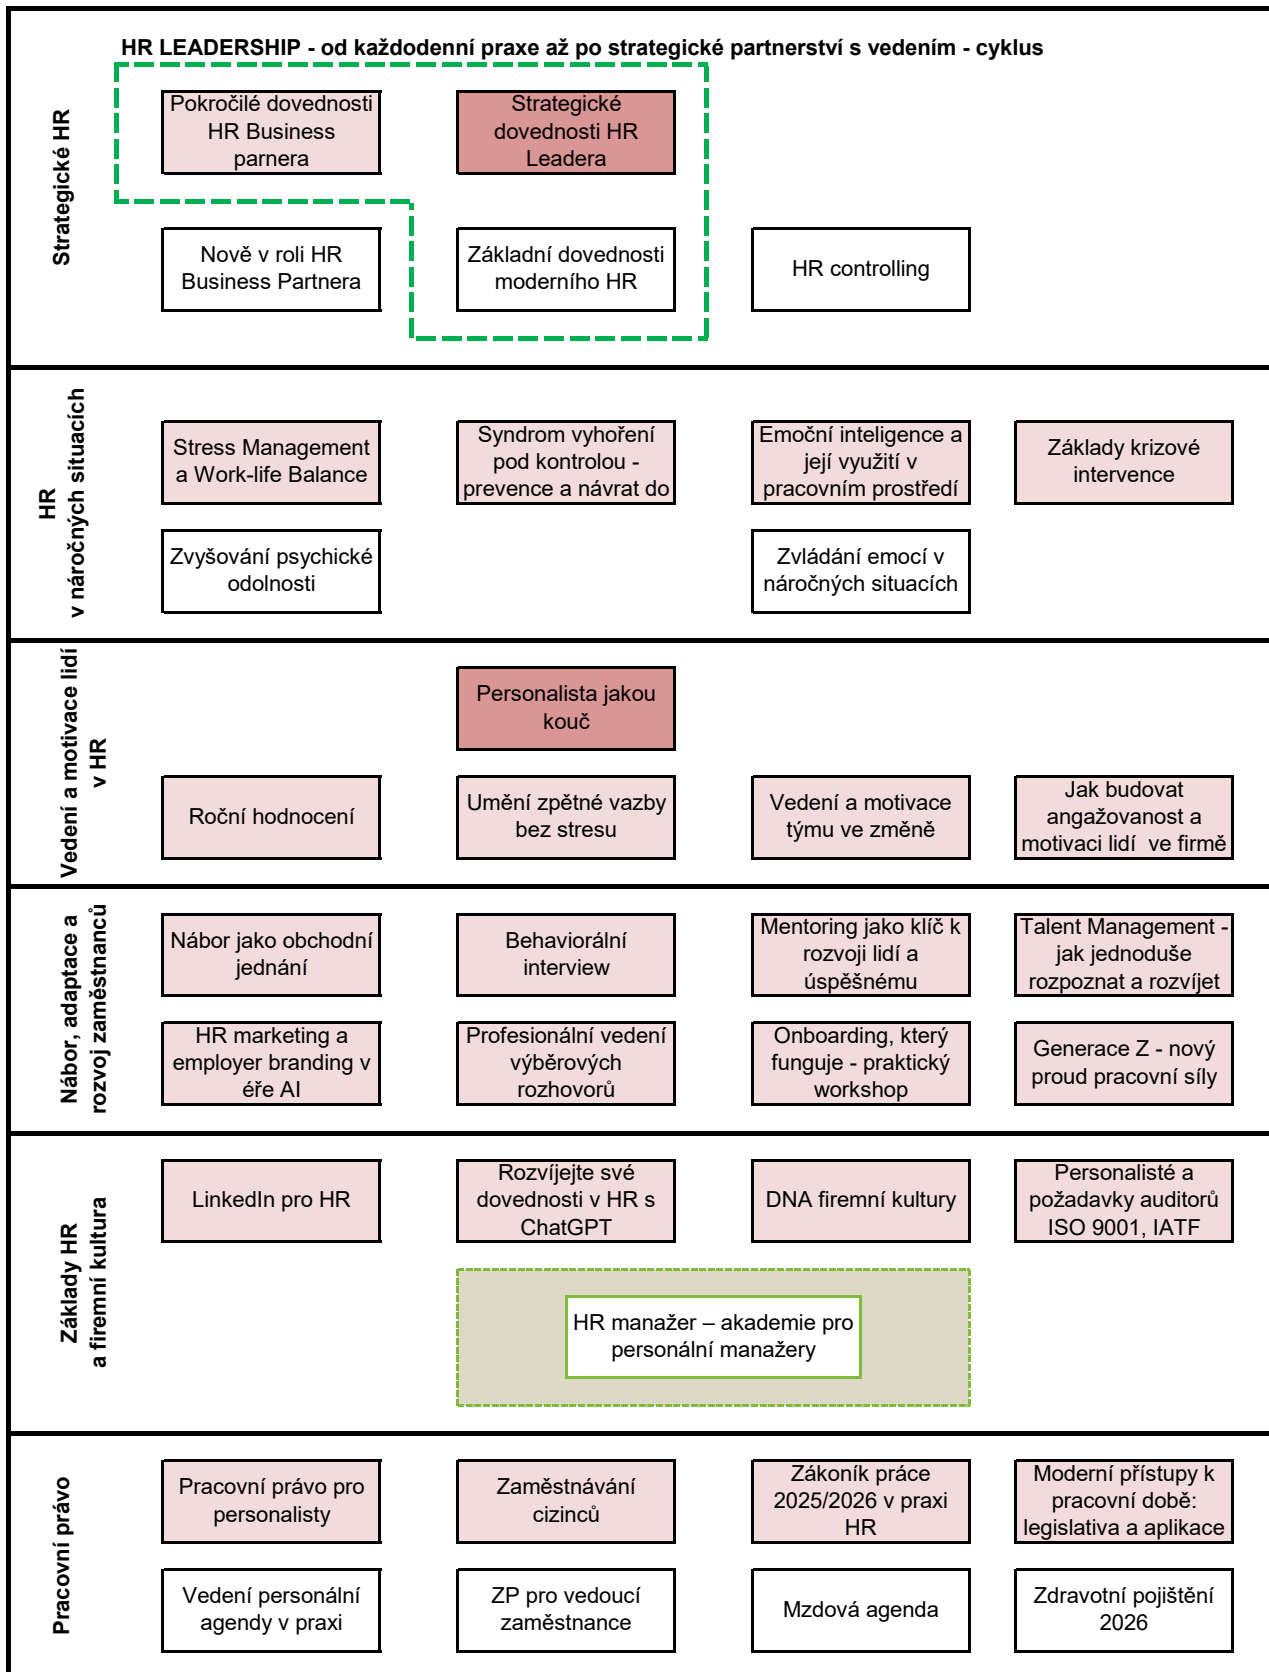 HR LEADERSHIP - od každodenní praxe až po strategické partnerství s vedením - cyklus
Strategické HR
Pokročilé dovednosti
HR Business
parnera
Strategické
dovednosti HR
Leadera
Nově v roli HR
Business Partnera
Základní dovednosti
moderního HR
HR controlling
HR
v náročných situacích
Stress Management
a Work-life Balance
Syndrom vyhoření
pod kontrolou -
prevence a návrat do
Emoční inteligence a
její využití v
pracovním prostředí
Základy krizové
intervence
Zvyšování psychické
odolnosti
Zvládání emocí v
náročných situacích
Vedení a motivace lidí
v HR
Personalista jakou
kouč
Roční hodnocení
Umění zpětné vazby
bez stresu
Vedení a motivace
týmu ve změně
Jak budovat
angažovanost a
motivaci lidí  ve firmě
Nábor, adaptace a
rozvoj zaměstnanců
Nábor jako obchodní
jednání
Behaviorální
interview
Mentoring jako klíč k
rozvoji lidí a
úspěšnému
Talent Management -
jak jednoduše
rozpoznat a rozvíjet
HR marketing a
employer branding v
éře AI
Profesionální vedení
výběrových
rozhovorů
Onboarding, který
funguje - praktický
workshop
Generace Z - nový
proud pracovní síly
Základy HR
a firemní kultura
LinkedIn pro HR
Rozvíjejte své
dovednosti v HR s
ChatGPT
DNA firemní kultury
Personalisté a
požadavky auditorů
ISO 9001, IATF
HR manažer – akademie pro
personální manažery
Pracovní právo
Pracovní právo pro
personalisty
Zaměstnávání
cizinců
Zákoník práce
2025/2026 v praxi
HR
Moderní přístupy k
pracovní době:
legislativa a aplikace
Vedení personální
agendy v praxi
ZP pro vedoucí
zaměstnance
Mzdová agenda
Zdravotní pojištění
2026